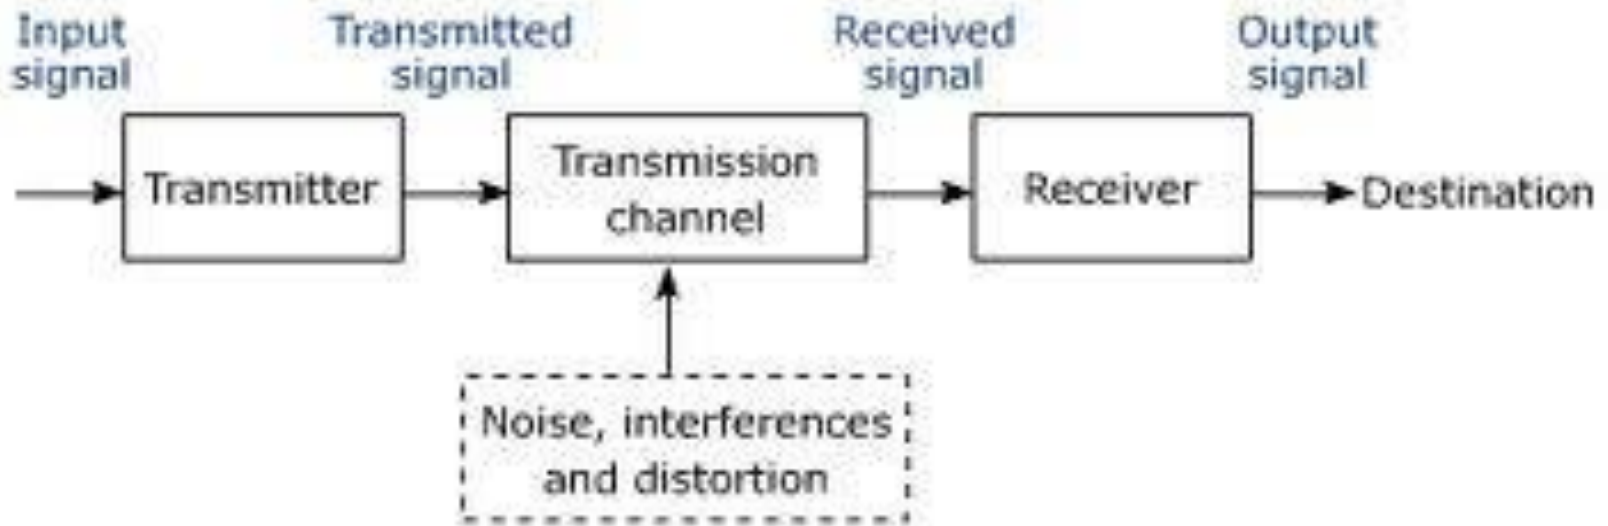 Input
signal
Transmitted
signal
Received
signal
Output
signal
Transmitter
Transmission
channel
Receiver
Destination
Noise, interferences
and distortion